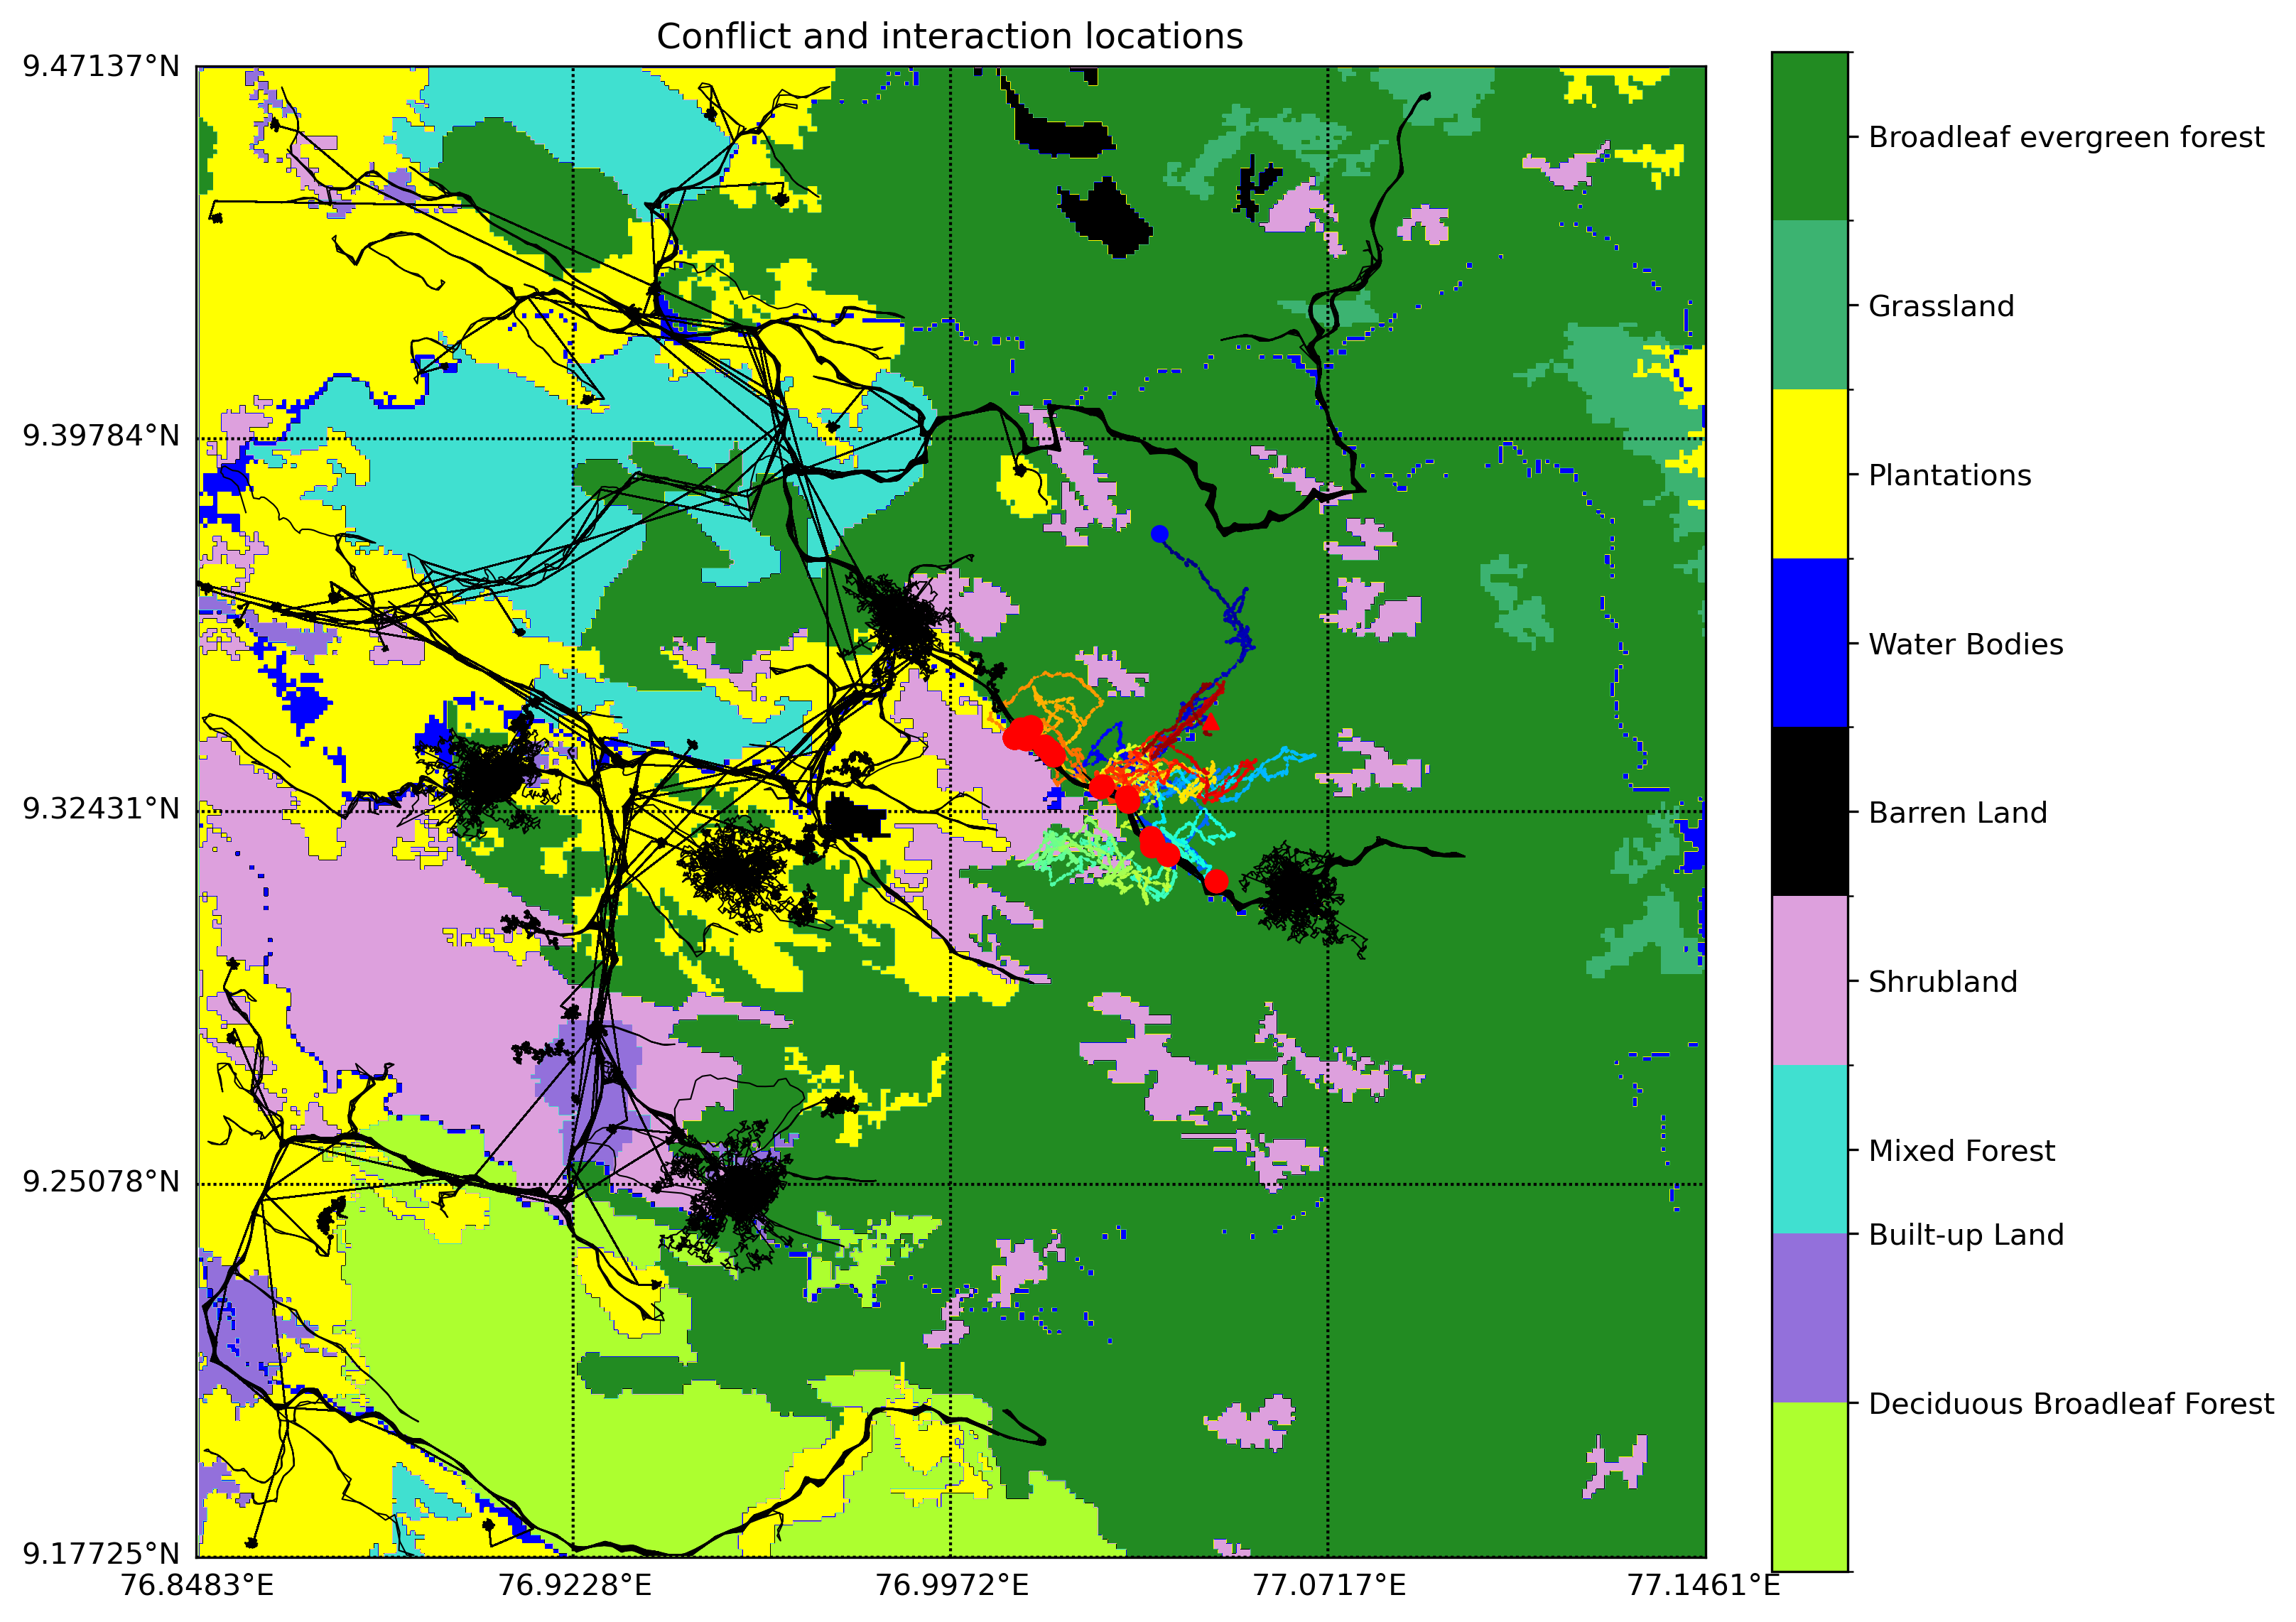 Conflict and interaction locations
9.47137°N
9.39784°N
9.32431°N
9.25078°N
9.17725°N
76.8483°E 76.9228°E 76.9972°E 77.0717°E 77.1461°E
Broadleaf evergreen forest
Grassland
Plantations
Water Bodies
Barren Land
Shrubland
Mixed Forest
Built-up Land
Deciduous Broadleaf Forest